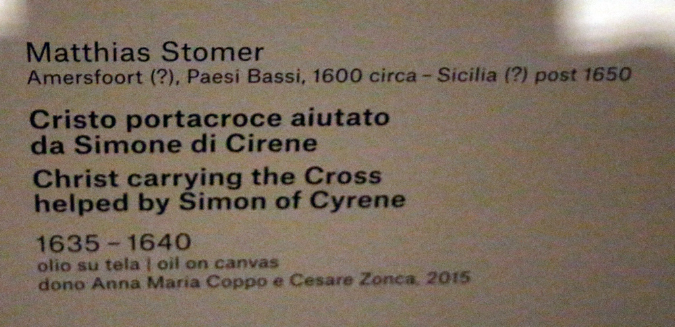 Matthias Stomer
Amersfoort (?), Paesi Bassi, 1600 circa – Sicilia (?) post 1650
Cristo portacroce aiutato
da Simone di Cirene
Christ carrying the Cross
helped by Simon of Cyrene
1635 – 1640
olio su tela | oil on canvas
dono Anna Maria Coppo e Cesare Zonca, 2015